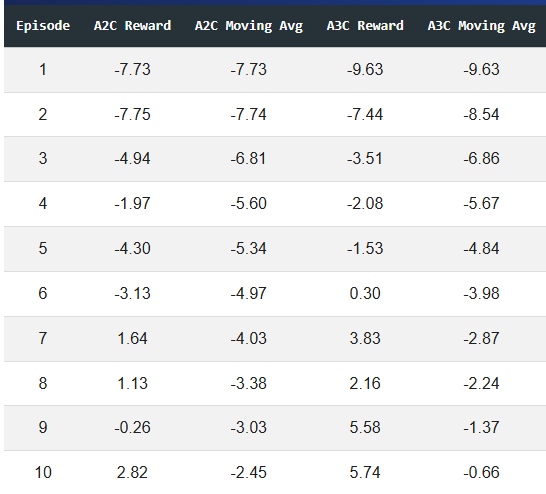 Episode A2C Reward A2C Moving Avg A3C Reward A3C Moving Avg
1 -7.73 -7.73 -9.63 -9.63
2 -7.75 -7.74 -7.44 -8.54
3 -4.94 -6.81 -3.51 -6.86
4 -1.97 -5.60 -2.08 -5.67
5 -4.30 -5.34 -1.53 -4.84
6 -3.13 -4.97 0.30 -3.98
7 1.64 -4.03 3.83 -2.87
8 1.13 -3.38 2.16 -2.24
9 -0.26 -3.03 5.58 -1.37
10 2.82 -2.45 5.74 -0.66